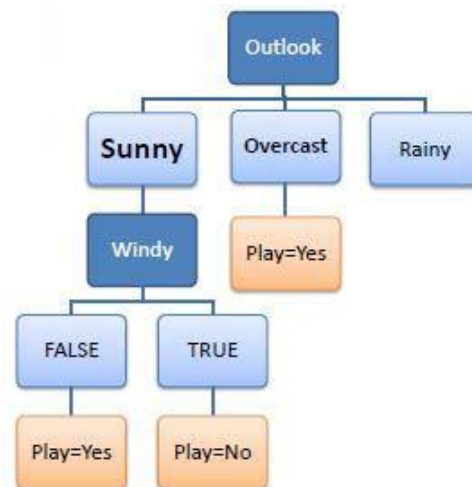 Outlook
Sunny
Overcast
Rainy
Windy
Play=Yes
FALSE
TRUE
Play=Yes
Play=No